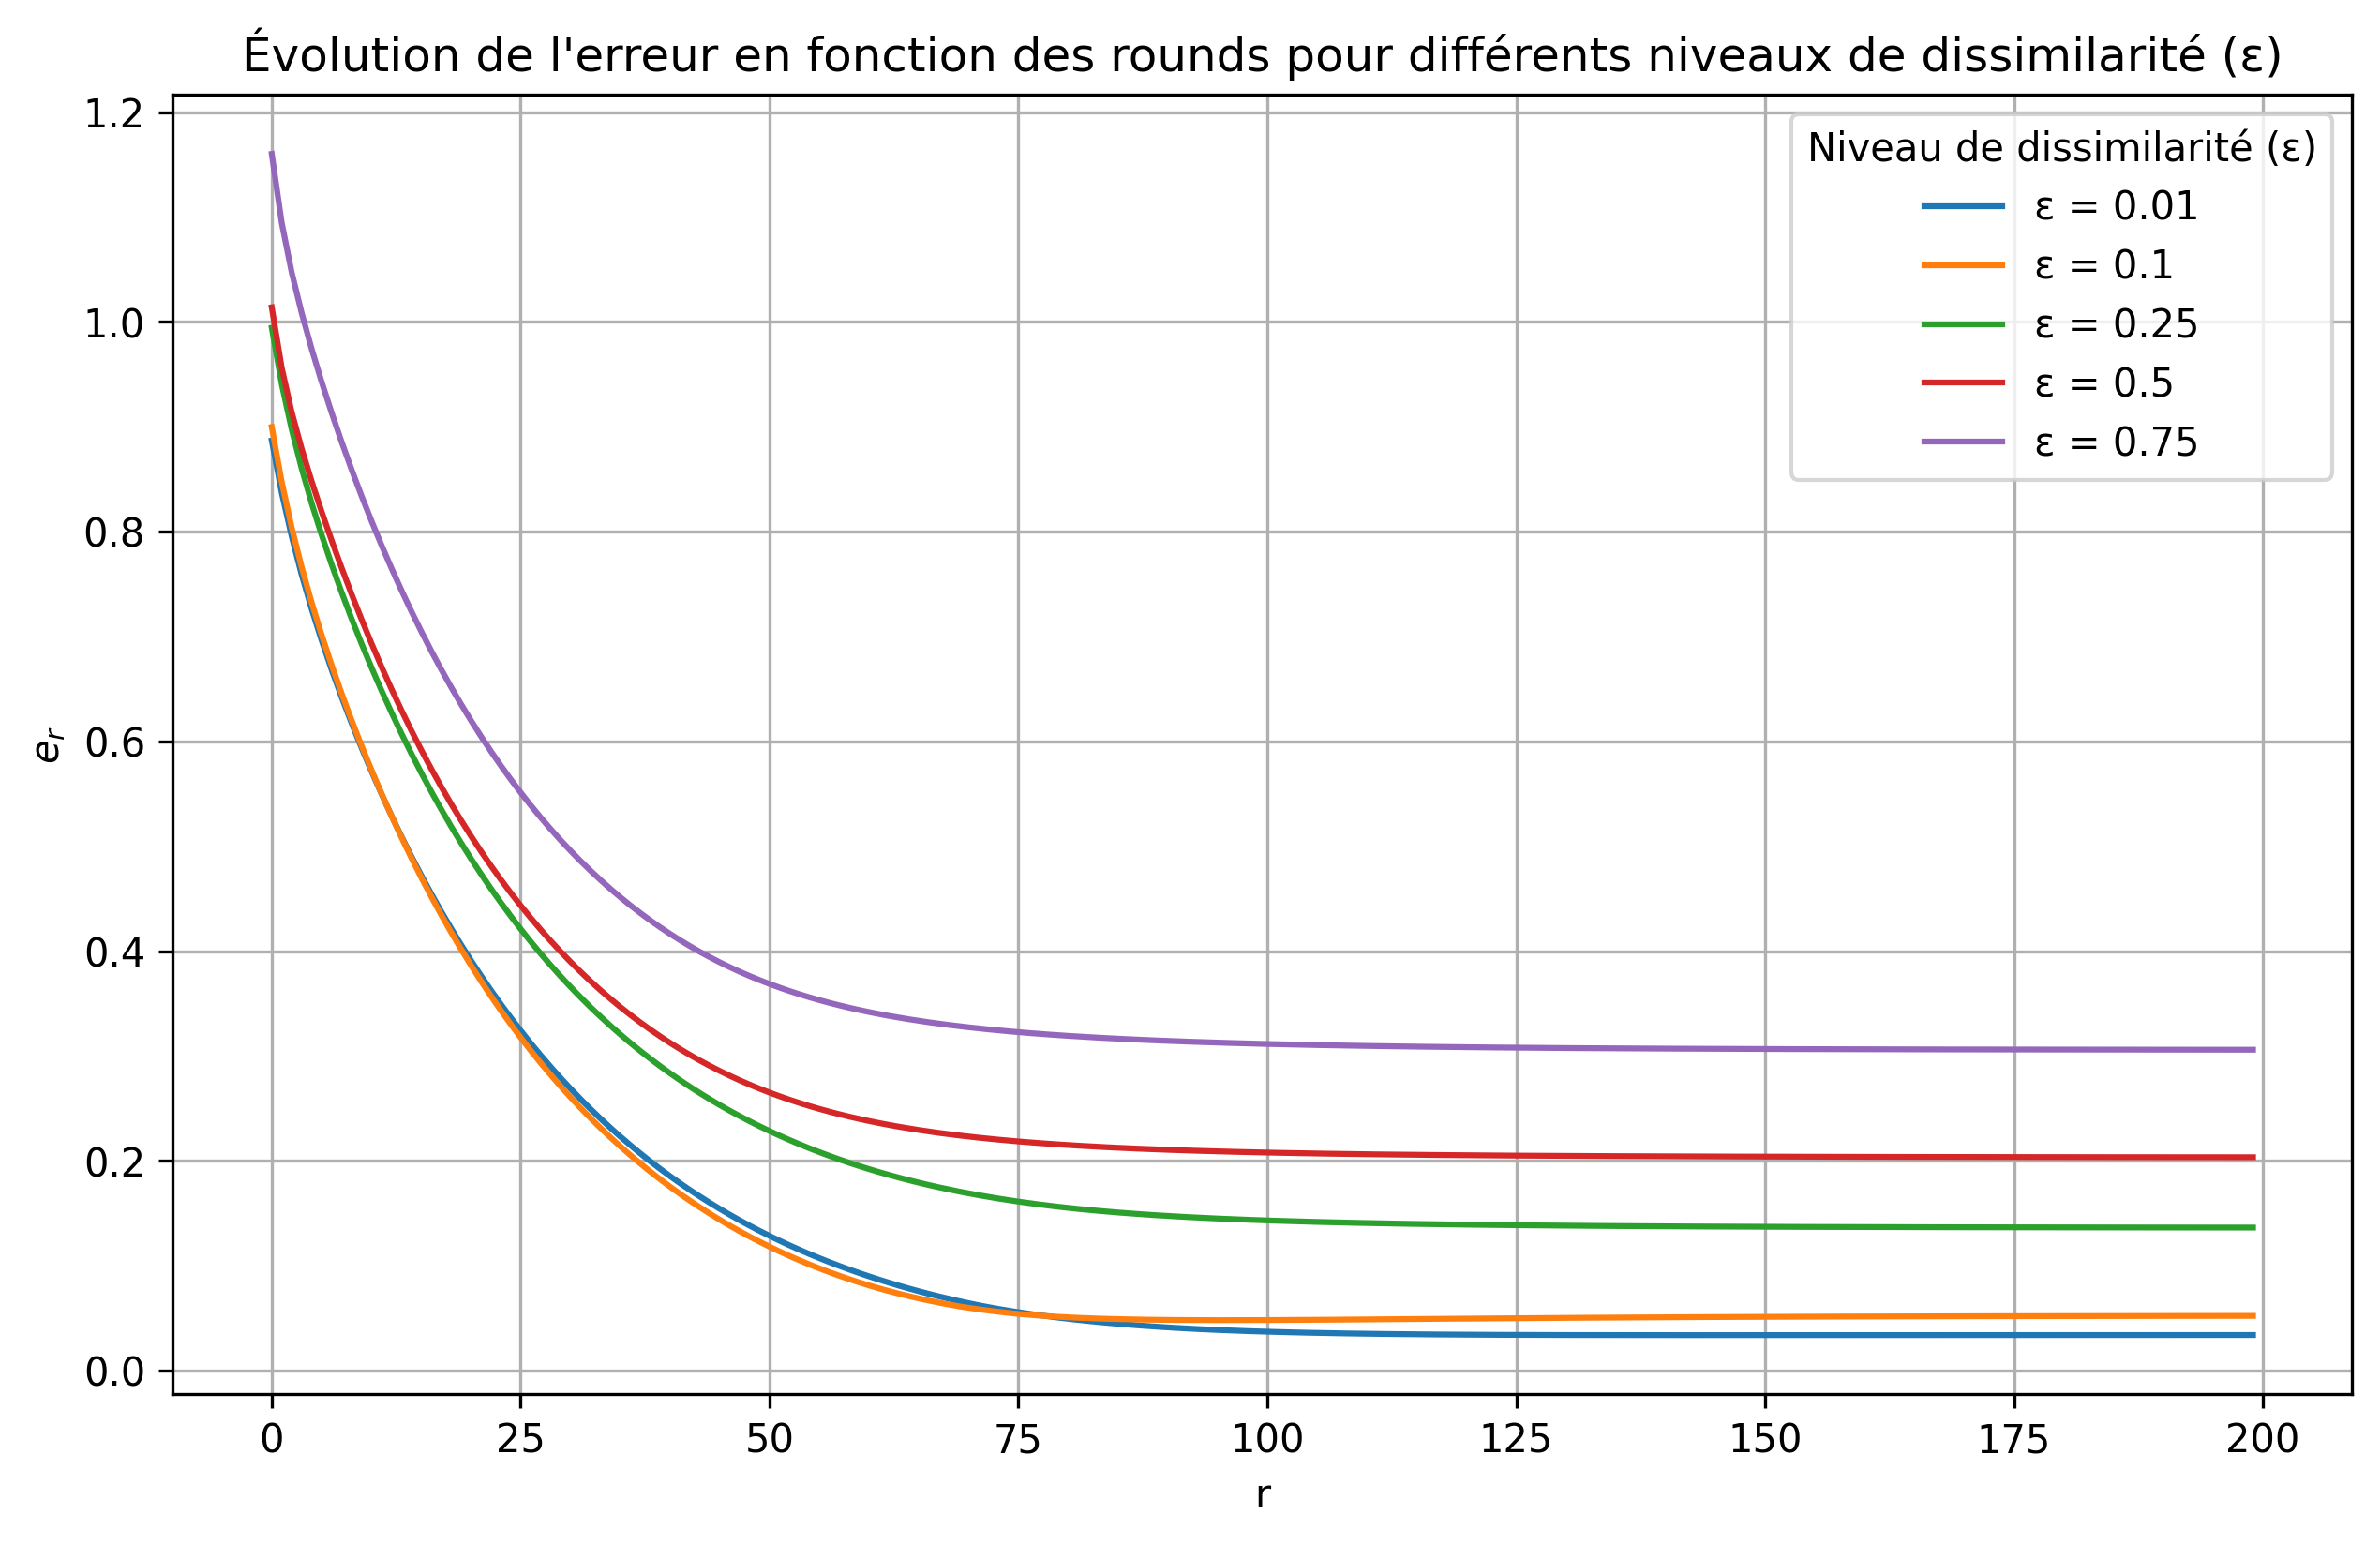 Évolution de l'erreur en fonction des rounds pour différents niveaux de dissimilarité (ε)
Niveau de dissimilarité (ε)
ε = 0.01
ε = 0.1
ε = 0.25
ε = 0.5
ε = 0.75
1.2
1.0
0.8
0.6
0.4
0.2
0.0
e_r
0 25 50 75 100 125 150 175 200
r